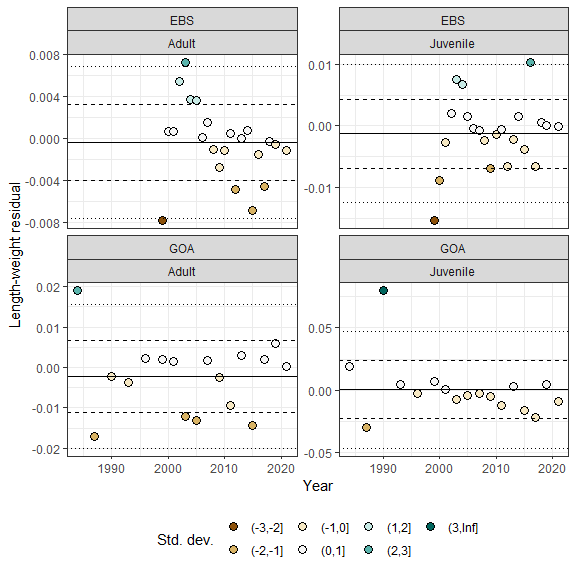 EBS
EBS
Adult
Juvenile
0.008
0.004
0.000
-0.004
-0.008
0.01
0.00
-0.01
Length-weight residual
GOA
GOA
Adult
Juvenile
0.02
0.01
0.00
-0.01
-0.02
0.05
0.00
-0.05
1990 2000 2010 2020
1990 2000 2010 2020
Year
Std. dev.
(-3,-2] (-1,0] (1,2] (3,Inf]
(-2,-1] (0,1] (2,3]